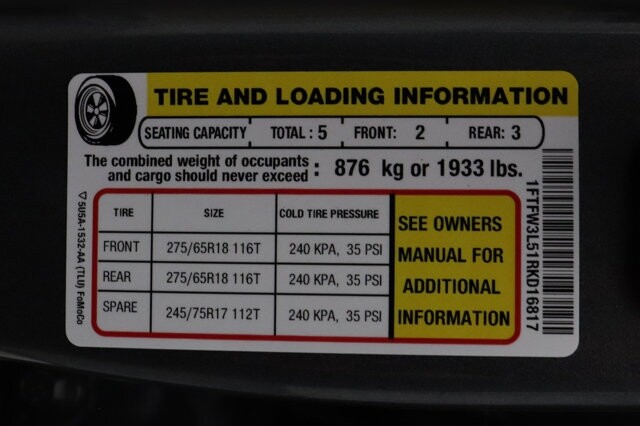 TIRE AND LOADING INFORMATION
SEATING CAPACITY TOTAL : 5 FRONT: 2 REAR: 3
The combined weight of occupants
and cargo should never exceed : 876 kg or 1933 lbs.
TIRE SIZE COLD TIRE PRESSURE
FRONT 275/65R18 116T 240 KPA, 35 PSI
REAR 275/65R18 116T 240 KPA, 35 PSI
SPARE 245/75R17 112T 240 KPA, 35 PSI
SEE OWNERS
MANUAL FOR
ADDITIONAL
INFORMATION
5U5A-1532-AA (TLU) FoMoCo
1FTFW3L51RKD16817